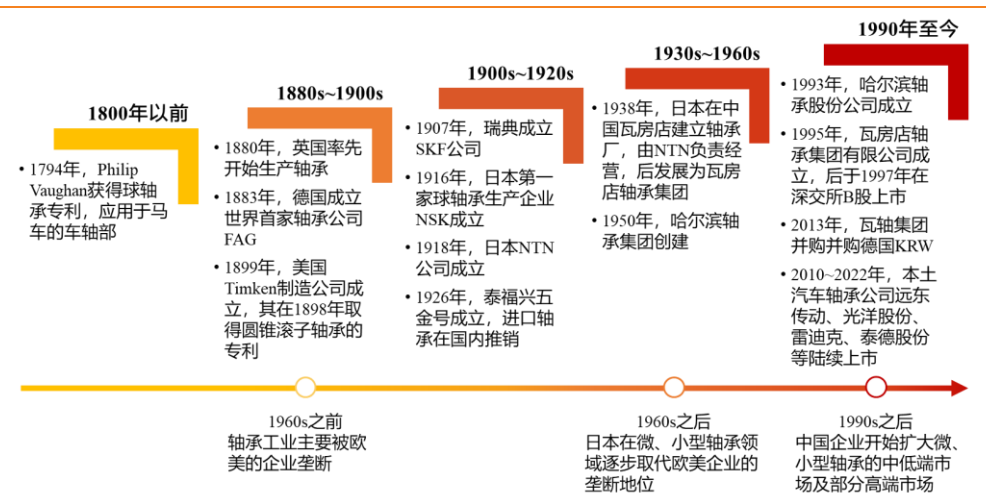 1800年以前
• 1794年，Philip
Vaughan获得球轴
承专利，应用于马
车的车轴部
1880s~1900s
• 1880年，英国率先
开始生产轴承
• 1883年，德国成立
世界首家轴承公司
FAG
• 1899年，美国
Timken制造公司成
立，其在1898年取
得圆锥滚子轴承的
专利
1900s~1920s
• 1907年，瑞典成立
SKF公司
• 1916年，日本第一
家球轴承生产企业
NSK成立
• 1918年，日本NTN
公司成立
• 1926年，泰福兴五
金号成立，进口轴
承在国内推销
1930s~1960s
• 1938年，日本在中
国瓦房店建立轴承
厂，由NTN负责经
营，后发展为瓦房
店轴承集团
• 1950年，哈尔滨轴
承集团创建
1990年至今
• 1993年，哈尔滨轴
承股份公司成立
• 1995年，瓦房店轴
承集团有限公司成
立，后于1997年在
深交所B股上市
• 2013年，瓦轴集团
并购并购德国KRW
• 2010~2022年，本土
汽车轴承公司远东
传动、光洋股份、
雷迪克、泰德股份
等陆续上市
1960s之前
轴承工业主要被欧
美的企业垄断
1960s之后
日本在微、小型轴承领
域逐步取代欧美企业的
垄断地位
1990s之后
中国企业开始扩大微、
小型轴承的中低端市
场及部分高端市场